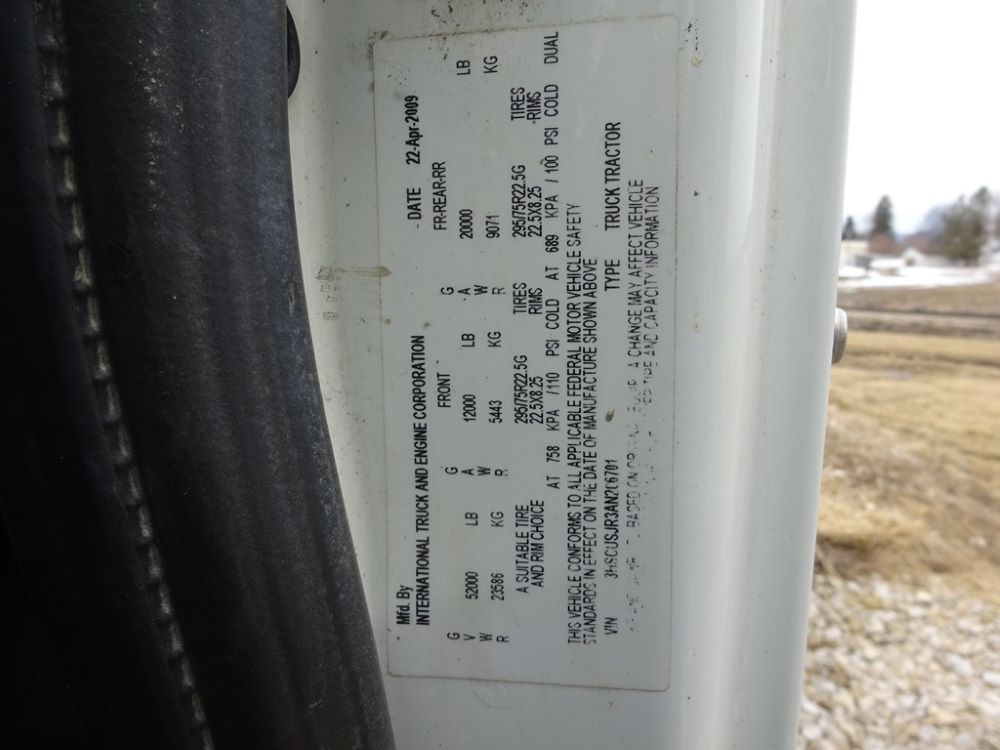 Mfd. By
INTERNATIONAL TRUCK AND ENGINE CORPORATION DATE 22-Apr-2009
FRONT FR-REAR-RR
G G G
V 52000 LB A 12000 LB A 20000 LB
W 23586 KG W 5443 KG W 9071 KG
R R R
A SUITABLE TIRE 295/75R22.5G TIRES 295/75R22.5G TIRES
AND RIM CHOICE 22.5X8.25 RIMS 22.5X8.25 -RIMS
AT 758 KPA /110 PSI COLD AT 689 KPA / 100 PSI COLD DUAL
THIS VEHICLE CONFORMS TO ALL APPLICABLE FEDERAL MOTOR VEHICLE SAFETY
STANDARDS IN EFFECT ON THE DATE OF MANUFACTURE SHOWN ABOVE
VIN TYPE TRUCK TRACTOR
BASED ON A CHANGE MAY AFFECT VEHICLE
TIRE AND CAPACITY INFORMATION